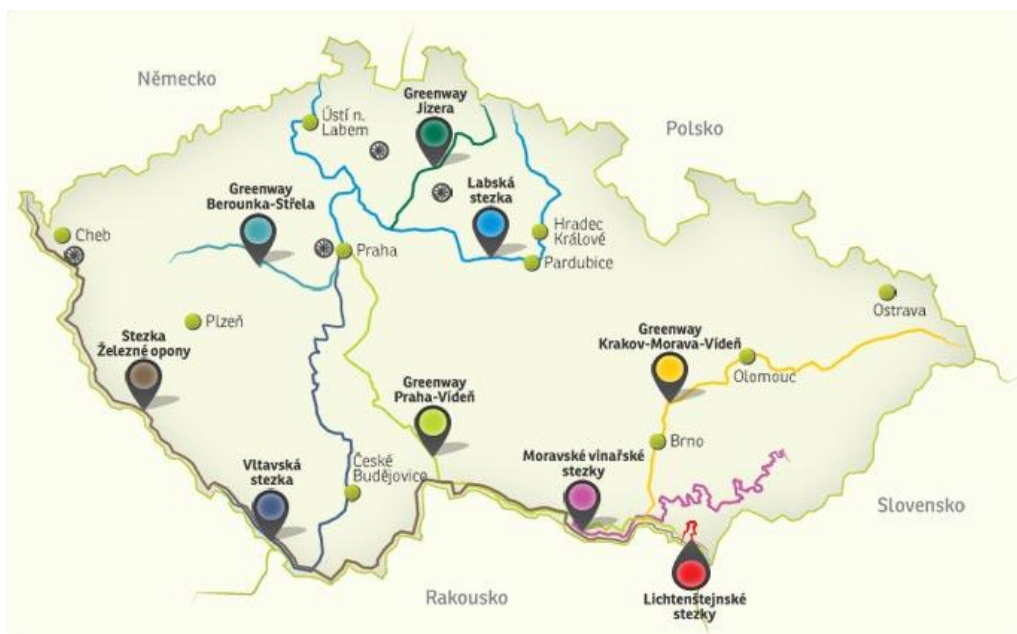 Německo
Polsko
Greenway
Jizera
Ústí n.
Labem
Greenway
Berounka-Střela
Labská
stezka
Cheb
Praha
Hradec
Králové
Pardubice
Plzeň
Stezka
Železné opony
Ostrava
Greenway
Krakov-Morava-Vídeň
Olomouc
Greenway
Praha-Vídeň
Brno
Moravské vinařské
stezky
Vltavská
stezka
České
Budějovice
Slovensko
Rakousko
Lichtenštejnské
stezky